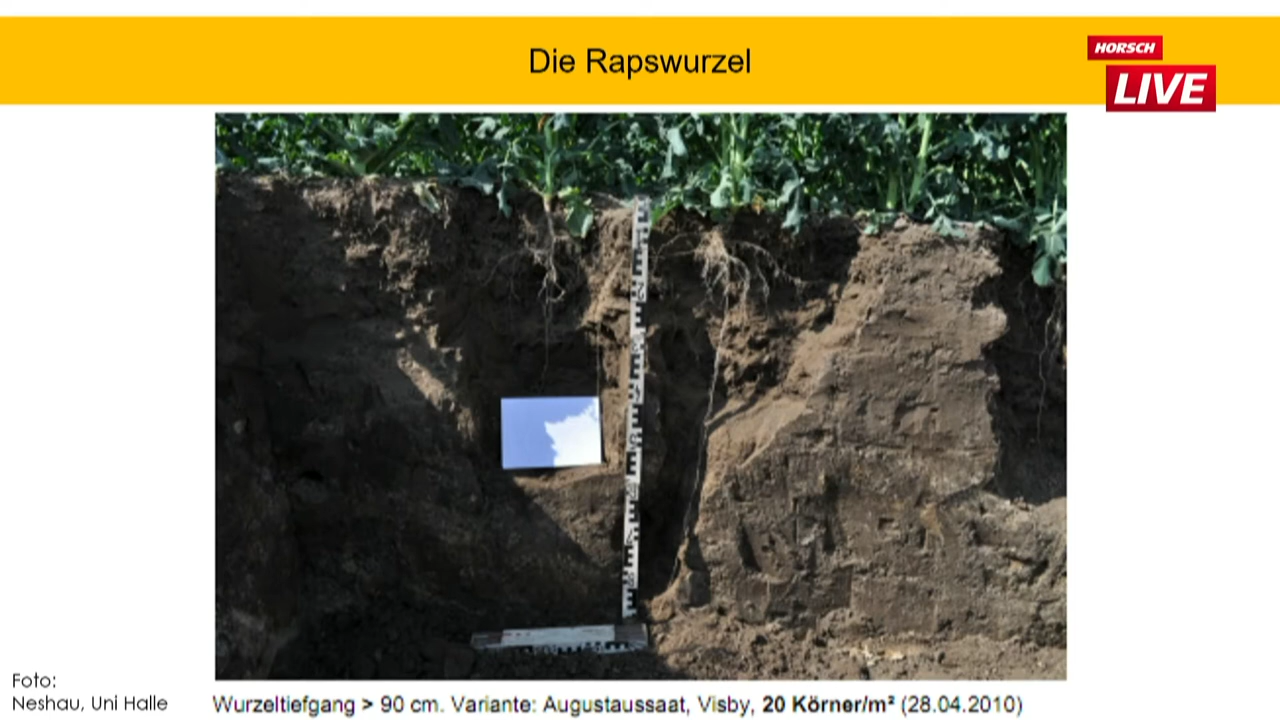 Die Rapswurzel
HORSCH
LIVE
Foto:
Neshau, Uni Halle
Wurzeltiefgang > 90 cm. Variante: Augustaussaat, Visby, 20 Körner/m² (28.04.2010)